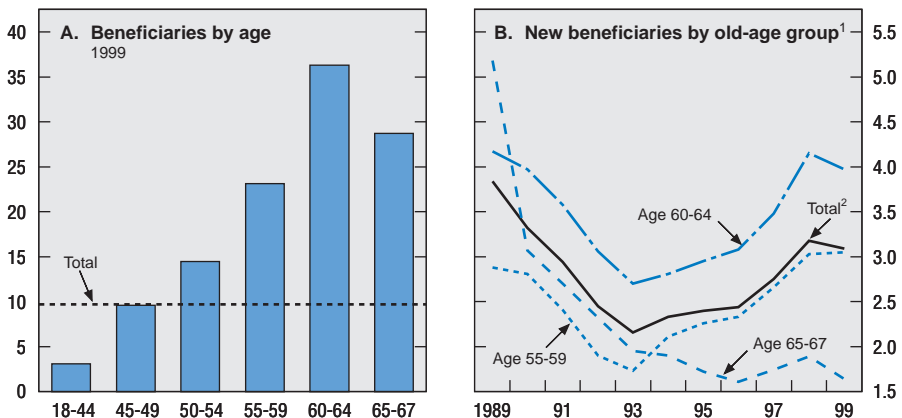 A. Beneficiaries by age
1999
40
35
30
25
20
15
10
5
0
Total
18-44 45-49 50-54 55-59 60-64 65-67
B. New beneficiaries by old-age group1
5.5
5.0
4.5
4.0
3.5
3.0
2.5
2.0
1.5
Age 60-64
Total2
Age 55-59
Age 65-67
1989 91 93 95 97 99